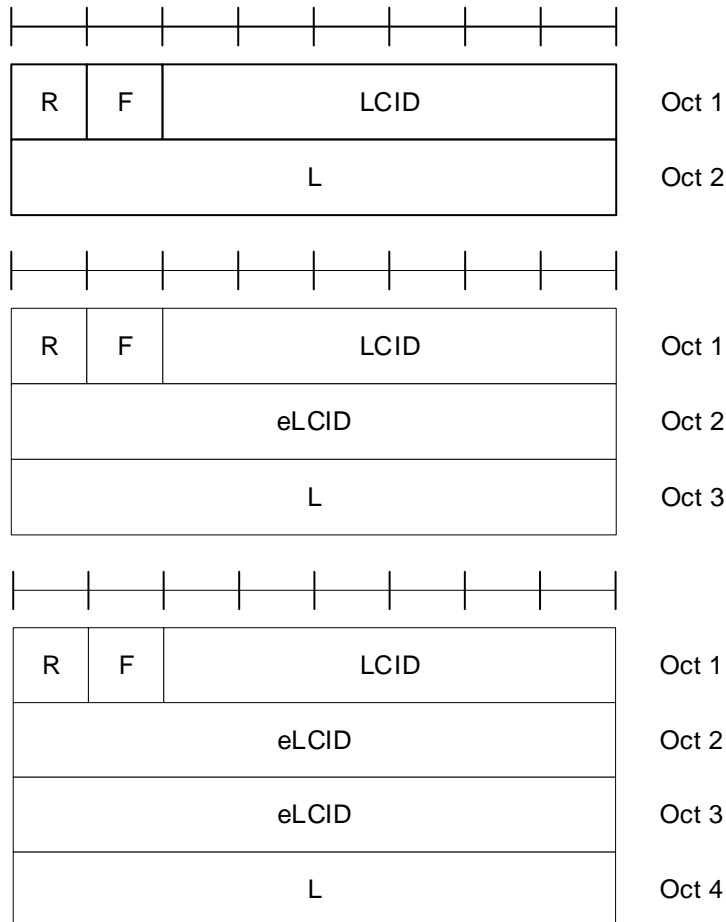 R F LCID Oct 1
L Oct 2
R F LCID Oct 1
eLCID Oct 2
L Oct 3
R F LCID Oct 1
eLCID Oct 2
eLCID Oct 3
L Oct 4